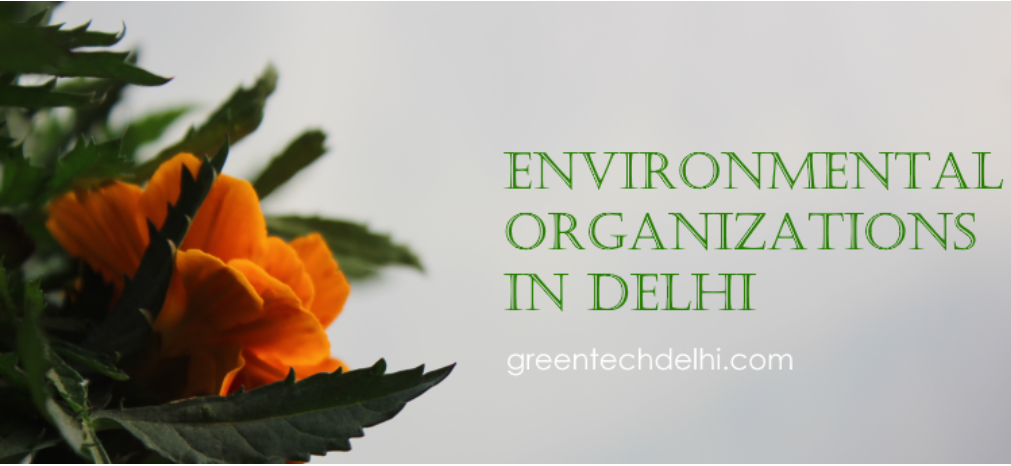 ENVIRONMENTAL
ORGANIZATIONS
IN DELHI
greentechdelhi.com